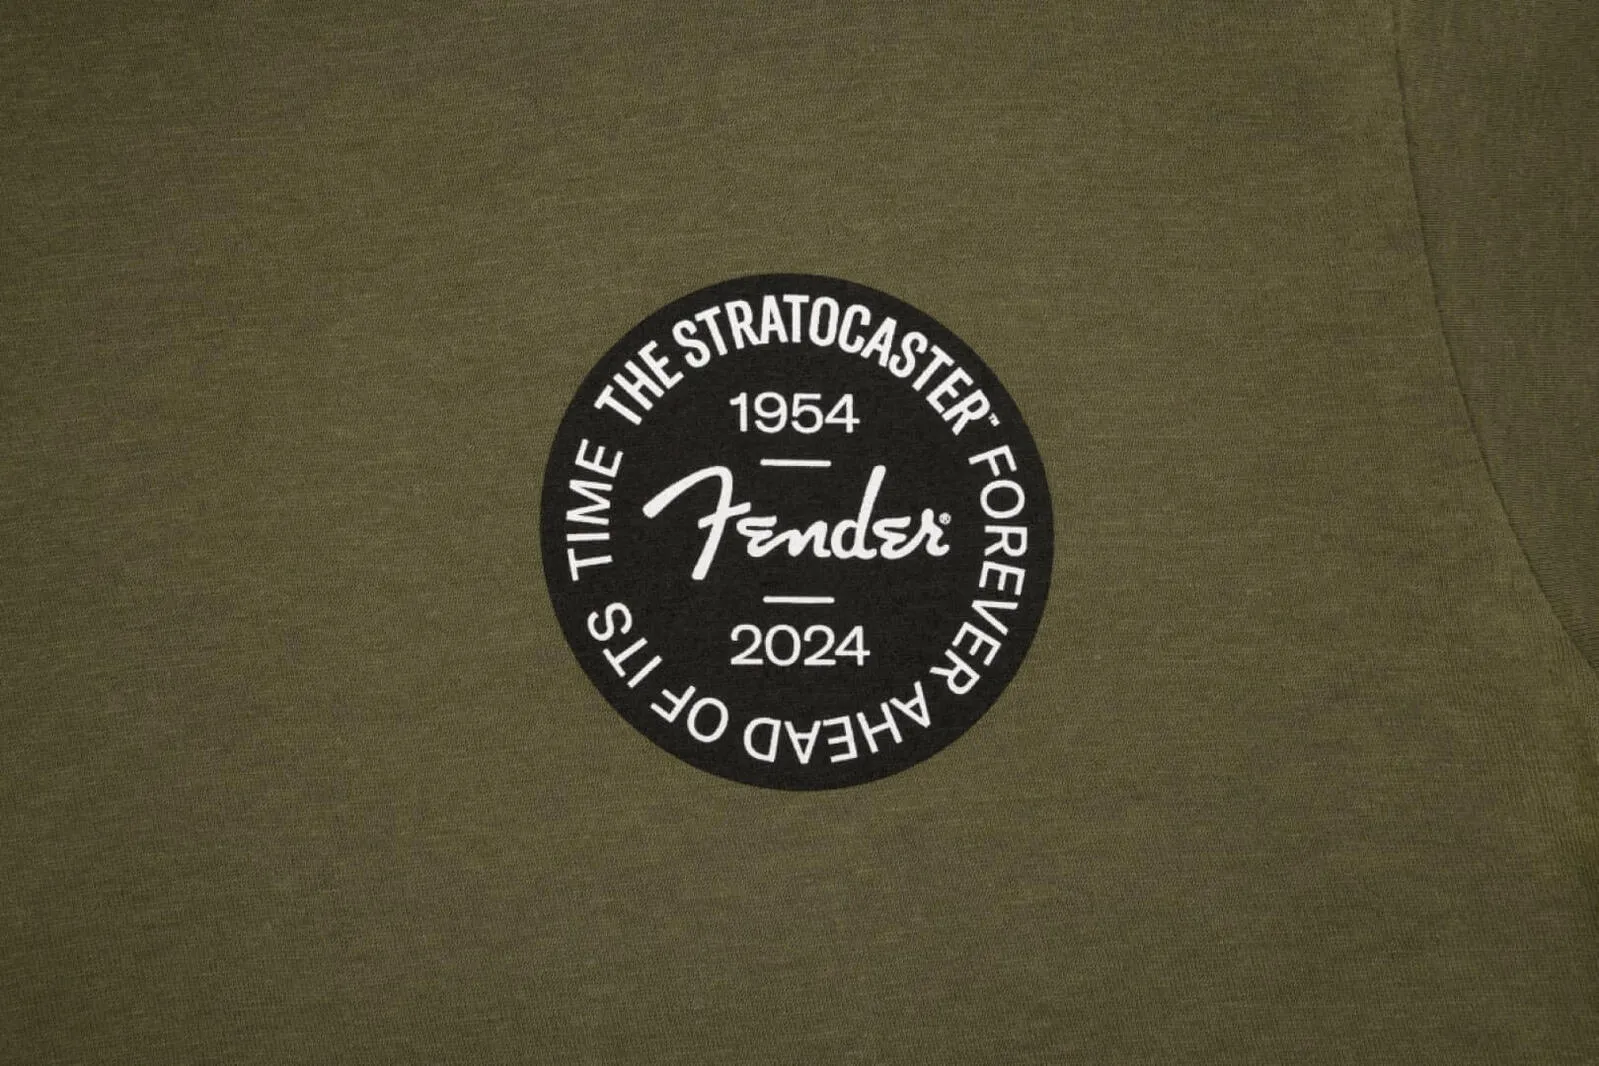 THE STRATOCASTER™ FOREVER AHEAD OF ITS TIME
1954
Fender®
2024